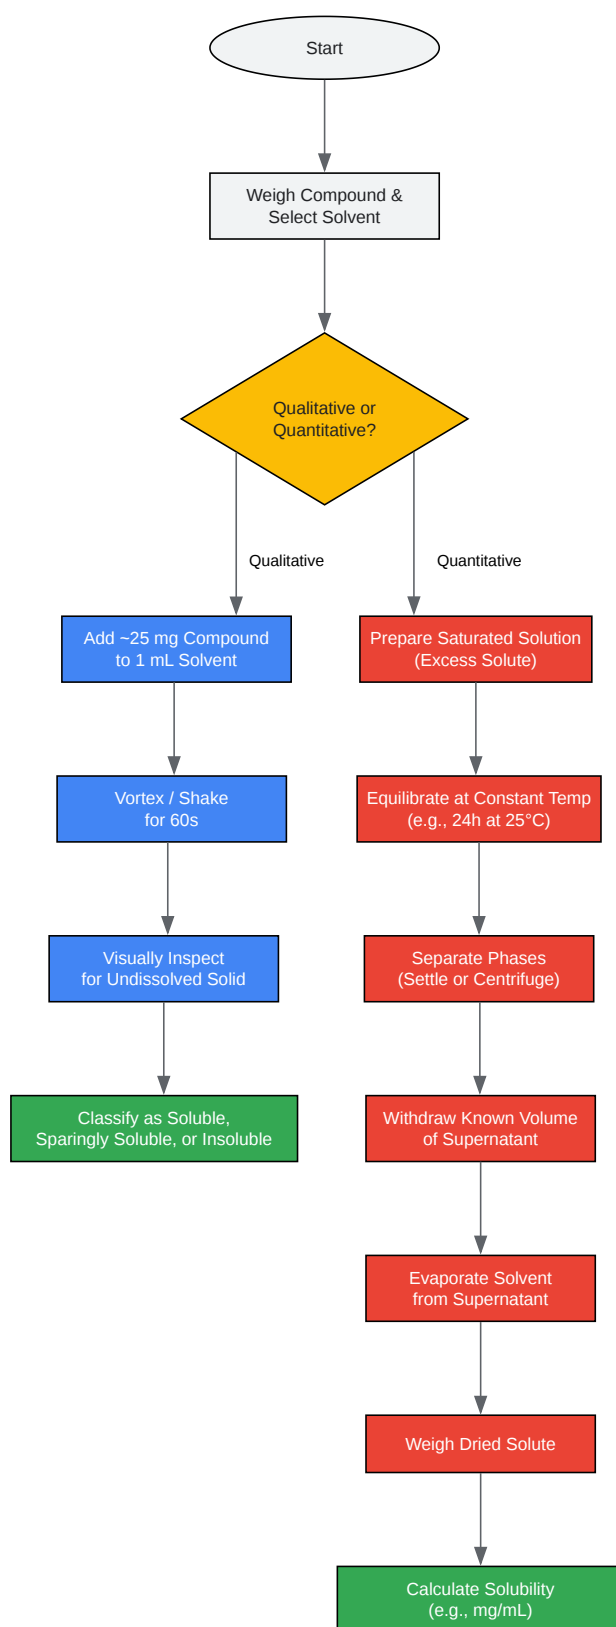 Start
Weigh Compound &
Select Solvent
Qualitative or
Quantitative?
Qualitative
Quantitative
Add ~25 mg Compound
to 1 mL Solvent
Prepare Saturated Solution
(Excess Solute)
Vortex / Shake
for 60s
Equilibrate at Constant Temp
(e.g., 24h at 25°C)
Visually Inspect
for Undissolved Solid
Separate Phases
(Settle or Centrifuge)
Classify as Soluble,
Sparingly Soluble, or Insoluble
Withdraw Known Volume
of Supernatant
Evaporate Solvent
from Supernatant
Weigh Dried Solute
Calculate Solubility
(e.g., mg/mL)